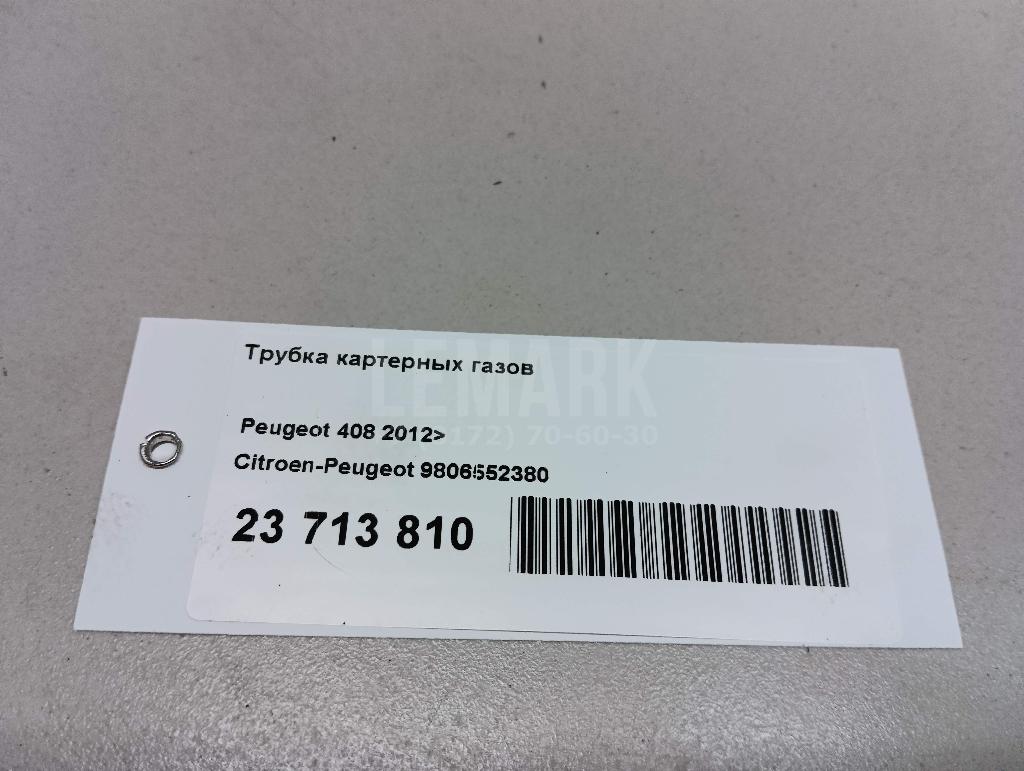 Трубка картерных газов
LEMARK
172) 70-60-30
Peugeot 408 2012>
Citroen-Peugeot 9806552380
23 713 810